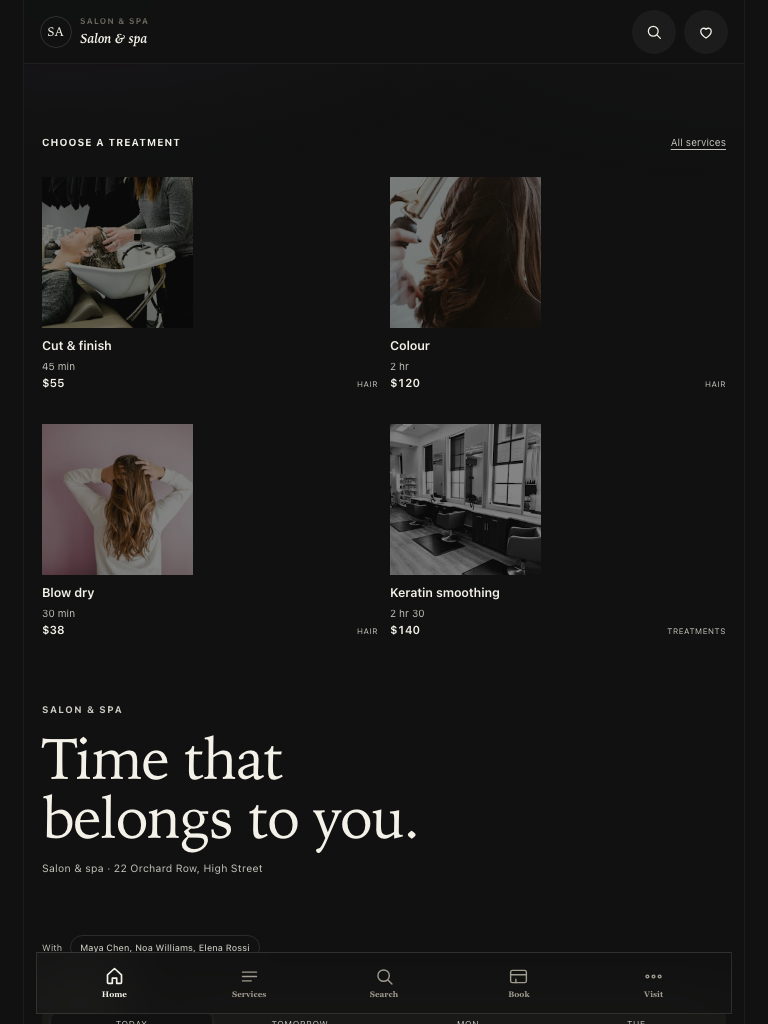 SA
SALON & SPA
Salon & spa
CHOOSE A TREATMENT
All services
Cut & finish
45 min
$55
HAIR
Colour
2 hr
$120
HAIR
Blow dry
30 min
$38
HAIR
Keratin smoothing
2 hr 30
$140
TREATMENTS
SALON & SPA
Time that
belongs to you.
Salon & spa · 22 Orchard Row, High Street
With
Maya Chen, Noa Williams, Elena Rossi
Home
Services
Search
Book
Visit
TODAY
TOMORROW
MON
TUE